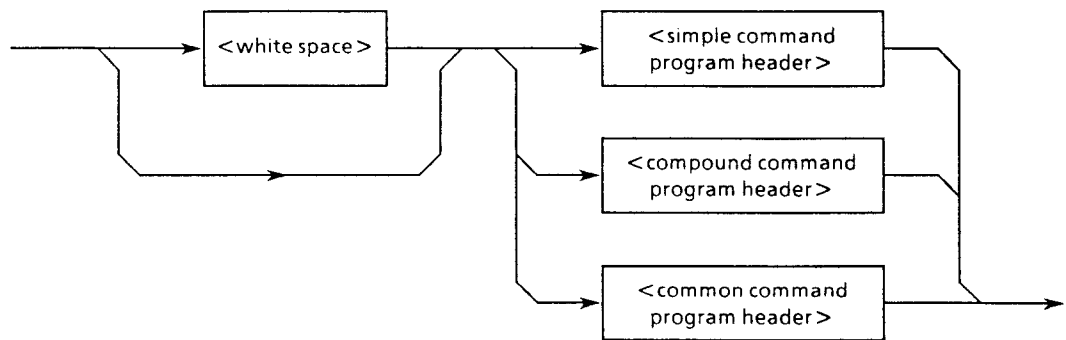 <white space>
<simple command
program header>
<compound command
program header>
<common command
program header>